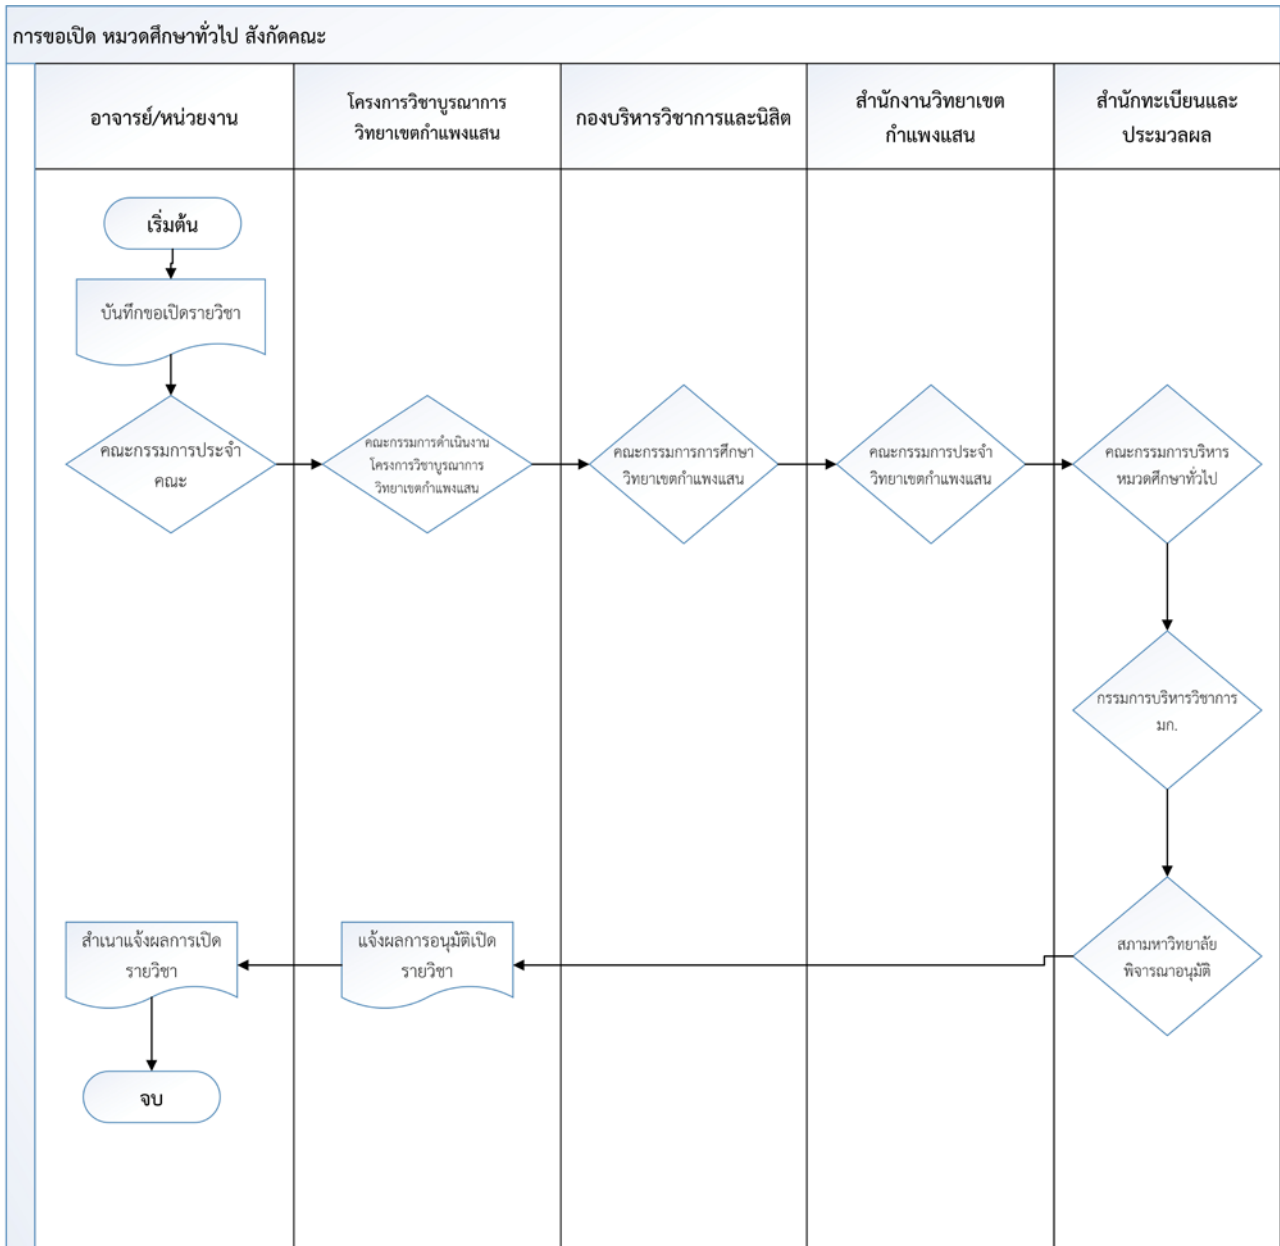 การขอเปิด หมวดศึกษาทั่วไป สังกัดคณะ
อาจารย์/หน่วยงาน
โครงการวิชาบูรณาการ
วิทยาเขตกำแพงแสน
กองบริหารวิชาการและนิสิต
สำนักงานวิทยาเขต
กำแพงแสน
สำนักทะเบียนและ
ประมวลผล
เริ่มต้น
บันทึกขอเปิดรายวิชา
คณะกรรมการประจำ
คณะ
คณะกรรมการดำเนินงาน
โครงการวิชาบูรณาการ
วิทยาเขตกำแพงแสน
คณะกรรมการการศึกษา
วิทยาเขตกำแพงแสน
คณะกรรมการประจำ
วิทยาเขตกำแพงแสน
คณะกรรมการบริหาร
หมวดศึกษาทั่วไป
กรรมการบริหารวิชาการ
มก.
สภามหาวิทยาลัย
พิจารณาอนุมัติ
แจ้งผลการอนุมัติเปิด
รายวิชา
สำเนาแจ้งผลการเปิด
รายวิชา
จบ